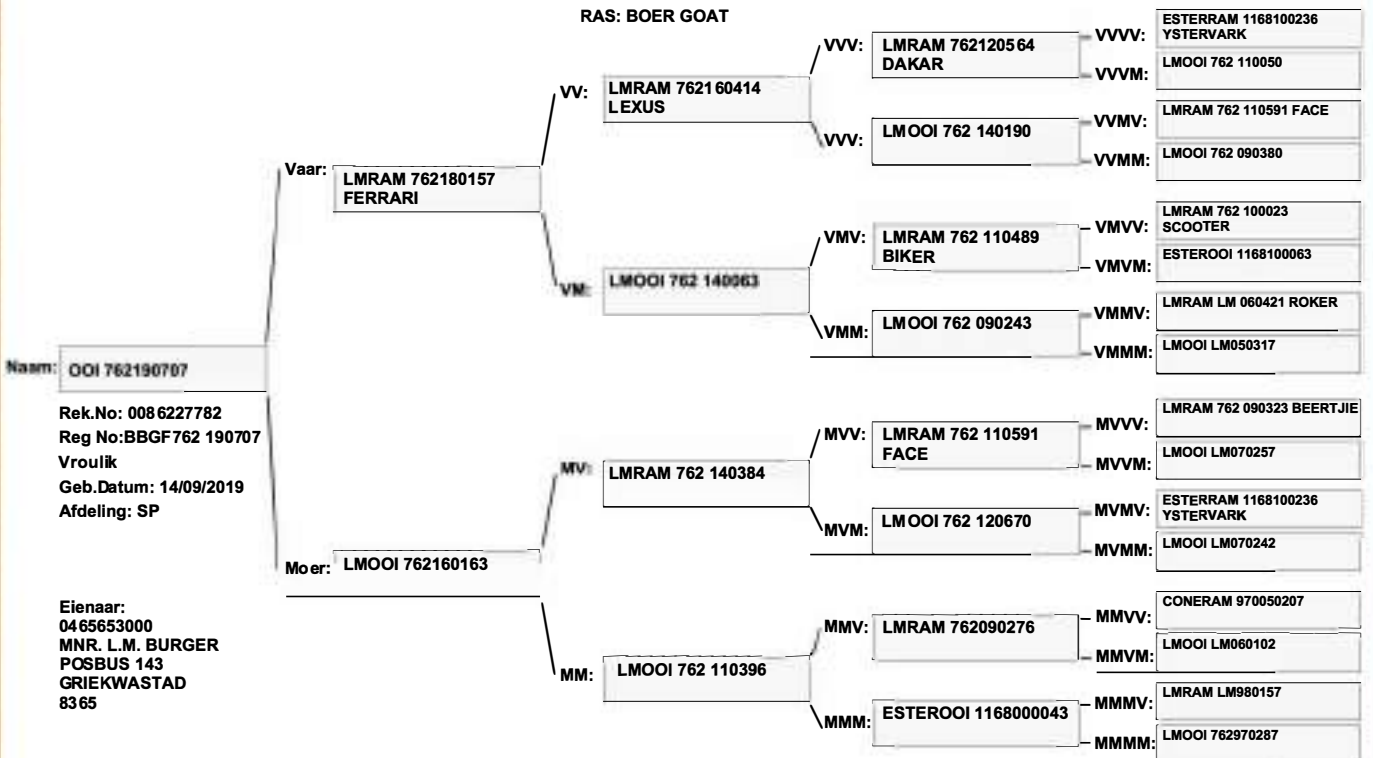 RAS: BOER GOAT
Naam: OOI 762190707
Rek.No: 0086227782
Reg No:BBGF762 190707
Vroulik
Geb.Datum: 14/09/2019
Afdeling: SP
Eienaar:
0465653000
MNR. L.M. BURGER
POSBUS 143
GRIEKWASTAD
8365
Vaar: LMRAM 762180157
FERRARI
Moer: LMOOI 762160163
VV: LMRAM 762160414
LEXUS
VM: LMOOI 762 140063
MV: LMRAM 762 140384
MM: LMOOI 762 110396
VVV: LMRAM 762120564
DAKAR
VVV: LMOOI 762 140190
VMV: LMRAM 762 110489
BIKER
VMM: LMOOI 762 090243
MVV: LMRAM 762 110591
FACE
MVM: LMOOI 762 120670
MMV: LMRAM 762090276
MMM: ESTEROOI 1168000043
VVVV: ESTERRAM 1168100236
YSTERVARK
VVVM: LMOOI 762 110050
VVMV: LMRAM 762 110591 FACE
VVMM: LMOOI 762 090380
VMVV: LMRAM 762 100023
SCOOTER
VMVM: ESTEROOI 1168100063
VMMV: LMRAM LM 060421 ROKER
VMMM: LMOOI LM050317
MVVV: LMRAM 762 090323 BEERTJIE
MVVM: LMOOI LM070257
MVMV: ESTERRAM 1168100236
YSTERVARK
MVMM: LMOOI LM070242
MMVV: CONERAM 970050207
MMVM: LMOOI LM060102
MMMV: LMRAM LM980157
MMMM: LMOOI 762970287